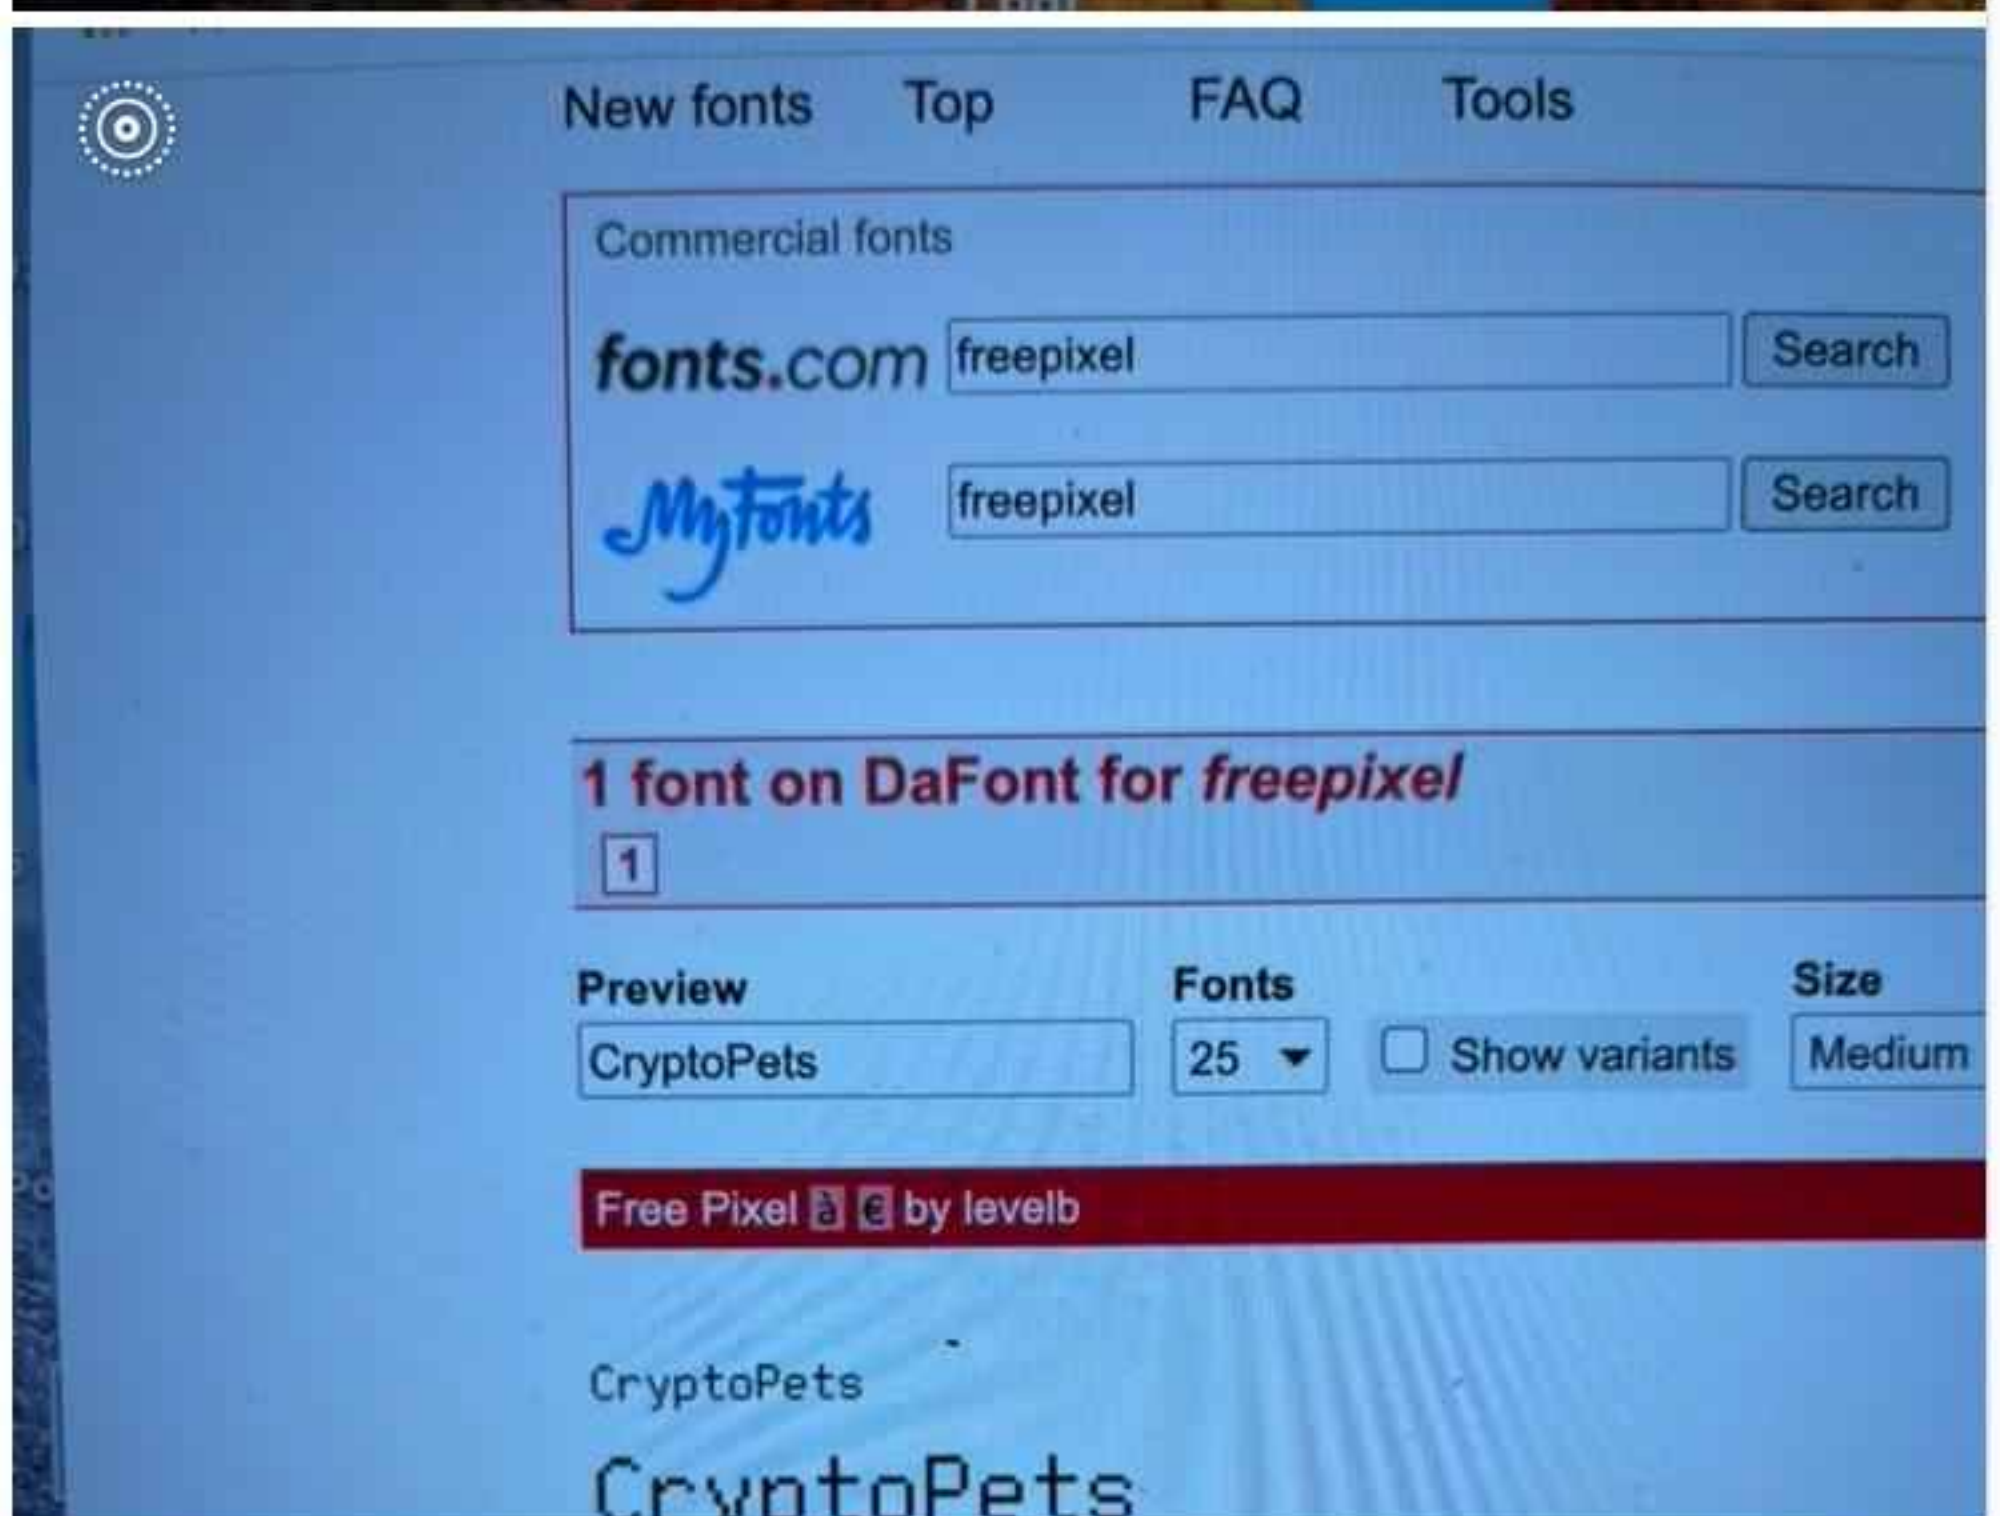 New fonts Top FAQ Tools
Commercial fonts
fonts.com freepixel Search
MyFonts freepixel Search
1 font on DaFont for freepixel
1
Preview Fonts Size
CryptoPets 25 Show variants Medium
Free Pixel à € by levelb
CryptoPets
CryptoPets